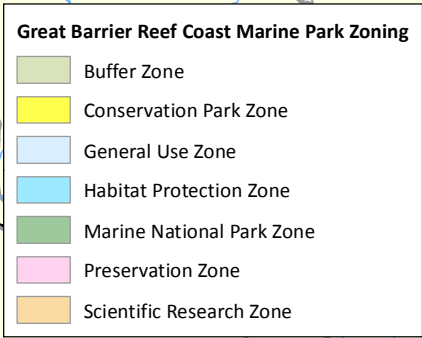 Great Barrier Reef Coast Marine Park Zoning
Buffer Zone
Conservation Park Zone
General Use Zone
Habitat Protection Zone
Marine National Park Zone
Preservation Zone
Scientific Research Zone